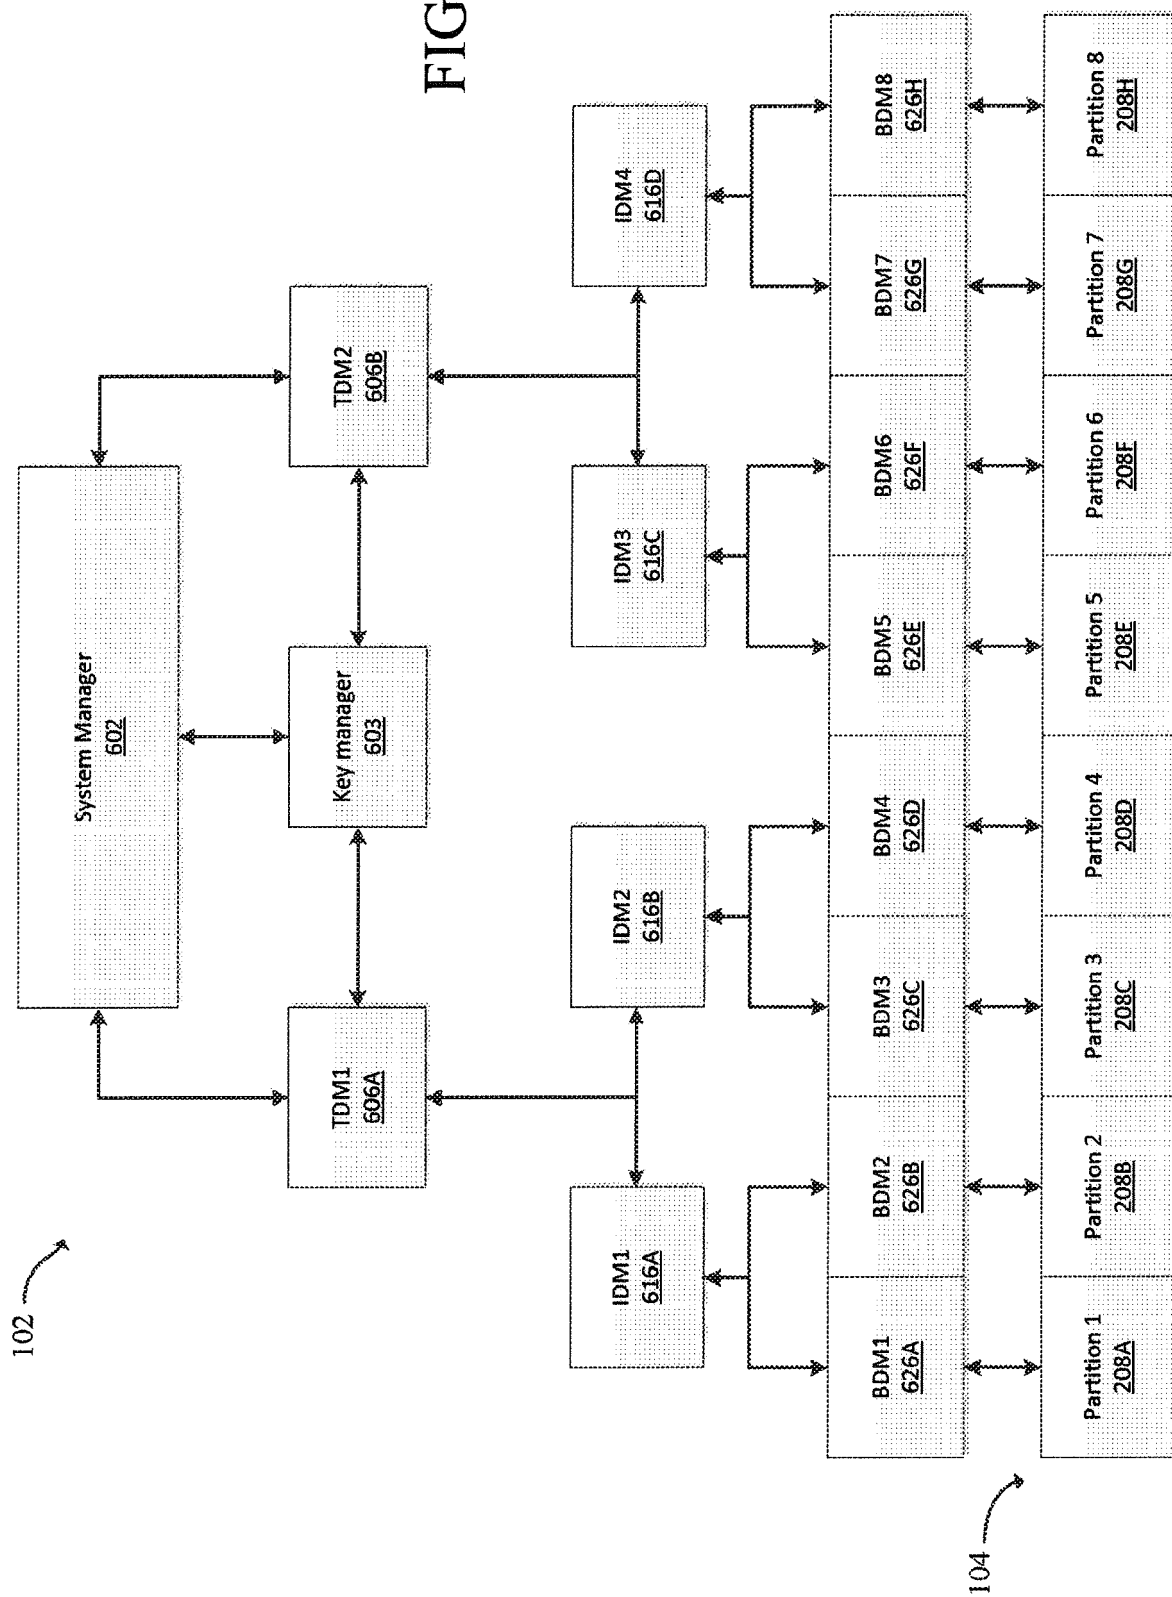 102
System Manager
602
TDM1
606A
Key manager
603
TDM2
606B
IDM1
616A
IDM2
616B
IDM3
616C
IDM4
616D
BDM1
626A
BDM2
626B
BDM3
626C
BDM4
626D
BDM5
626E
BDM6
626F
BDM7
626G
BDM8
626H
104
Partition 1
208A
Partition 2
208B
Partition 3
208C
Partition 4
208D
Partition 5
208E
Partition 6
208F
Partition 7
208G
Partition 8
208H
FIG